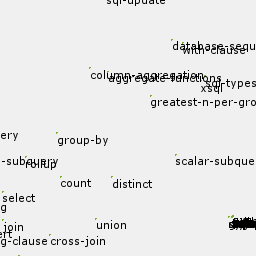 sql-update
database-sequ
with-clause
column-aggregation
aggregate-functions
sql-types
xsql
greatest-n-per-gro
ery
group-by
-subquery
rollup
scalar-subque
count
distinct
select
g
join
union
ert
g-clause
cross-join